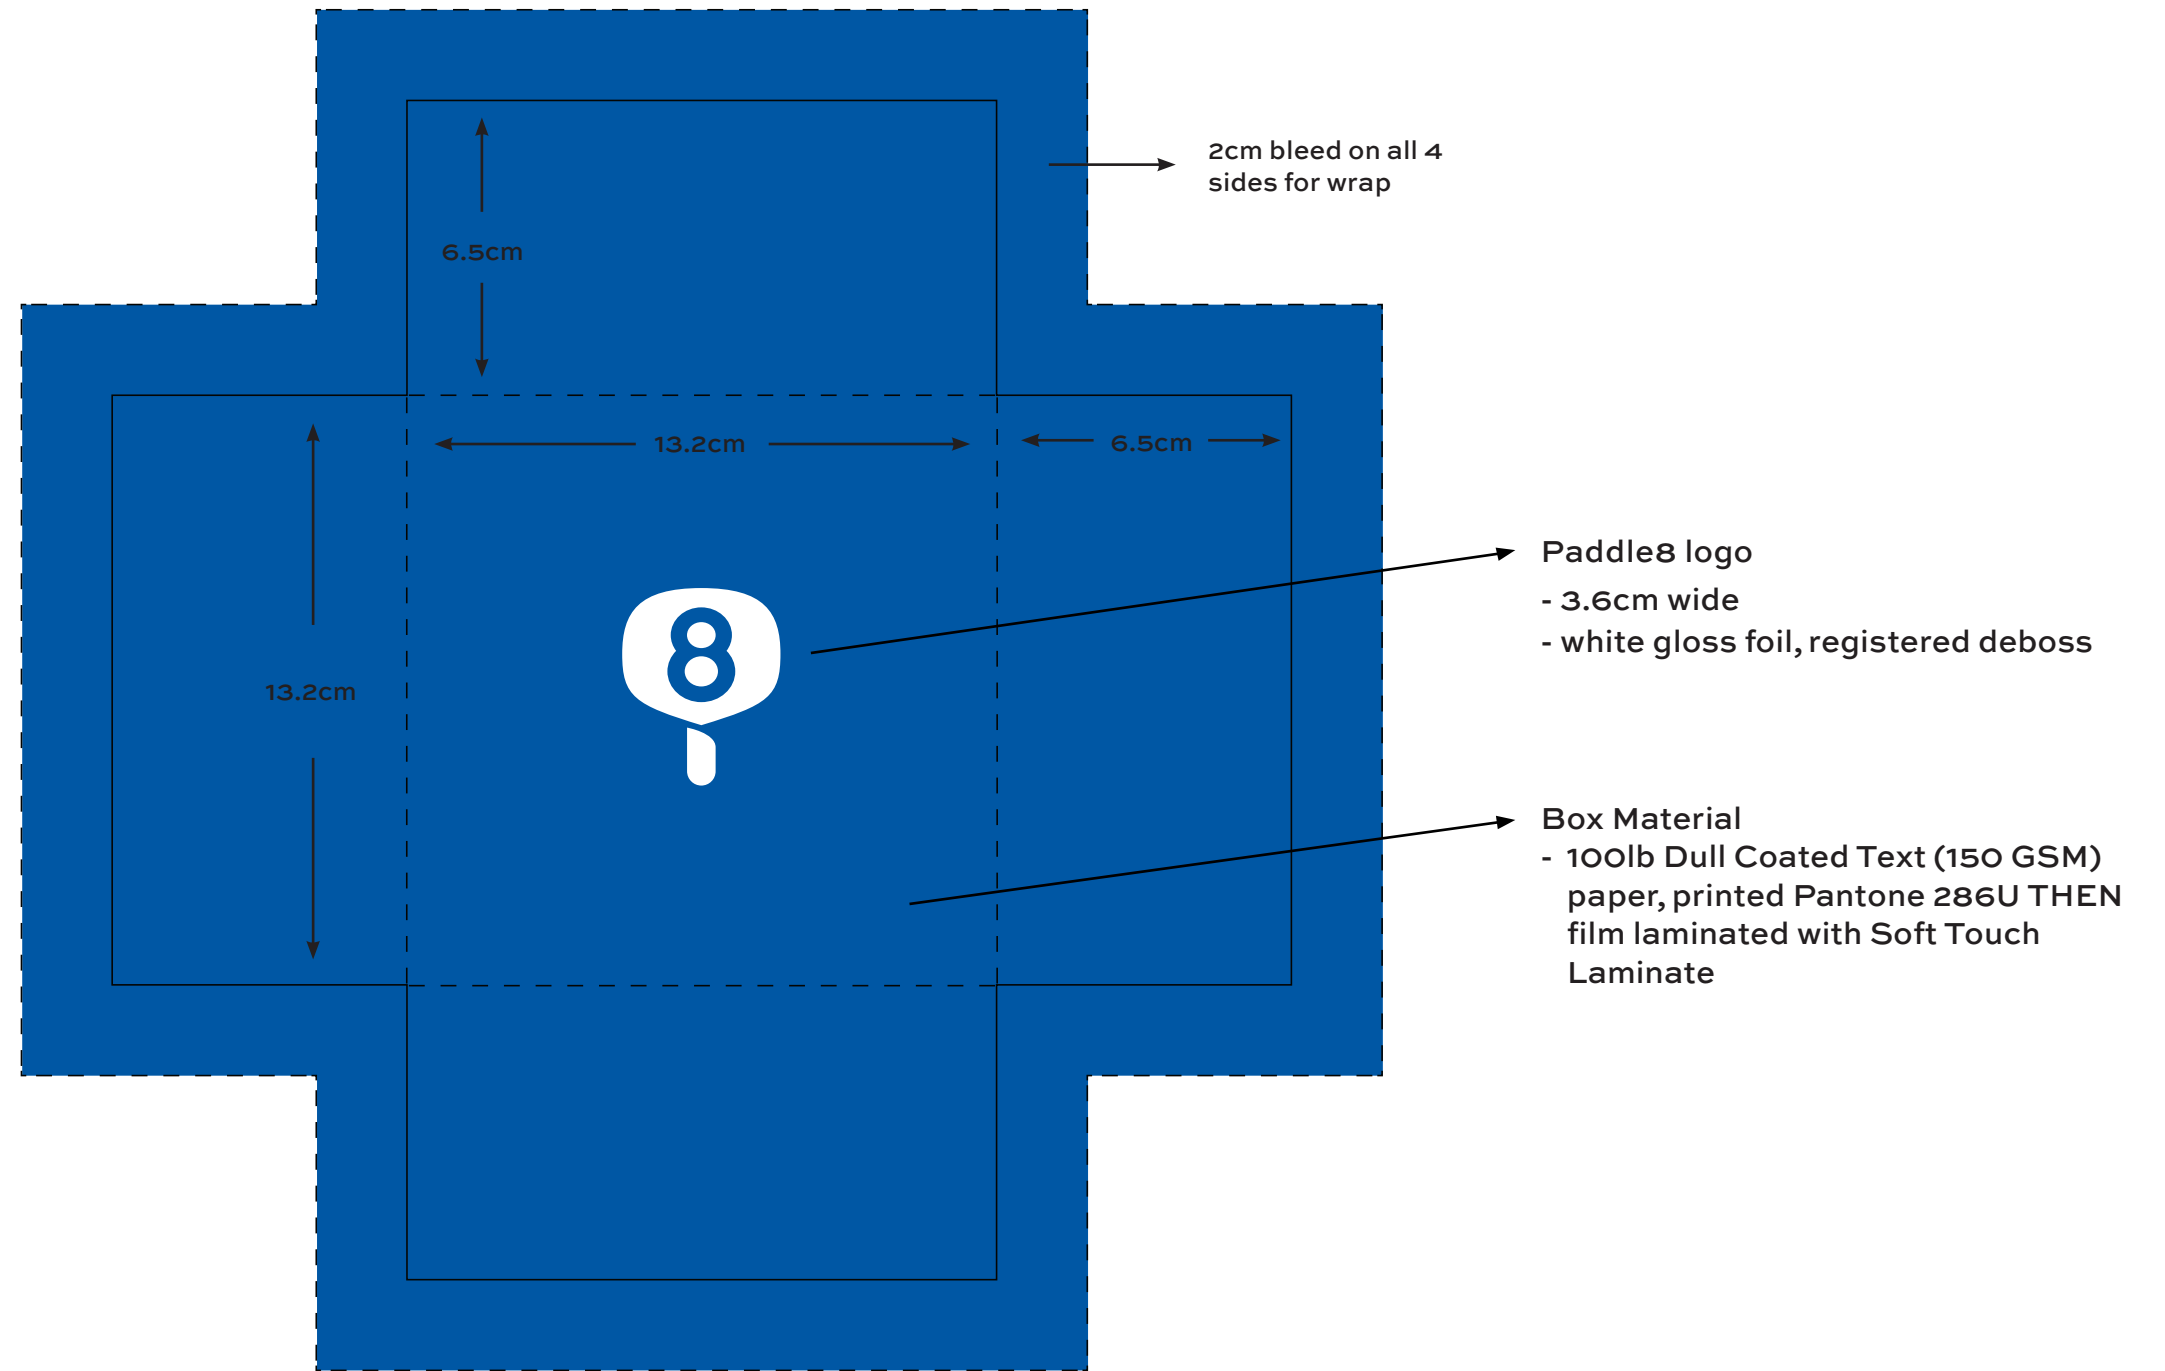 2cm bleed on all 4
sides for wrap
6.5cm
13.2cm
6.5cm
8
13.2cm
Paddle8 logo
- 3.6cm wide
- white gloss foil, registered deboss
Box Material
- 100lb Dull Coated Text (150 GSM)
paper, printed Pantone 286U THEN
film laminated with Soft Touch
Laminate